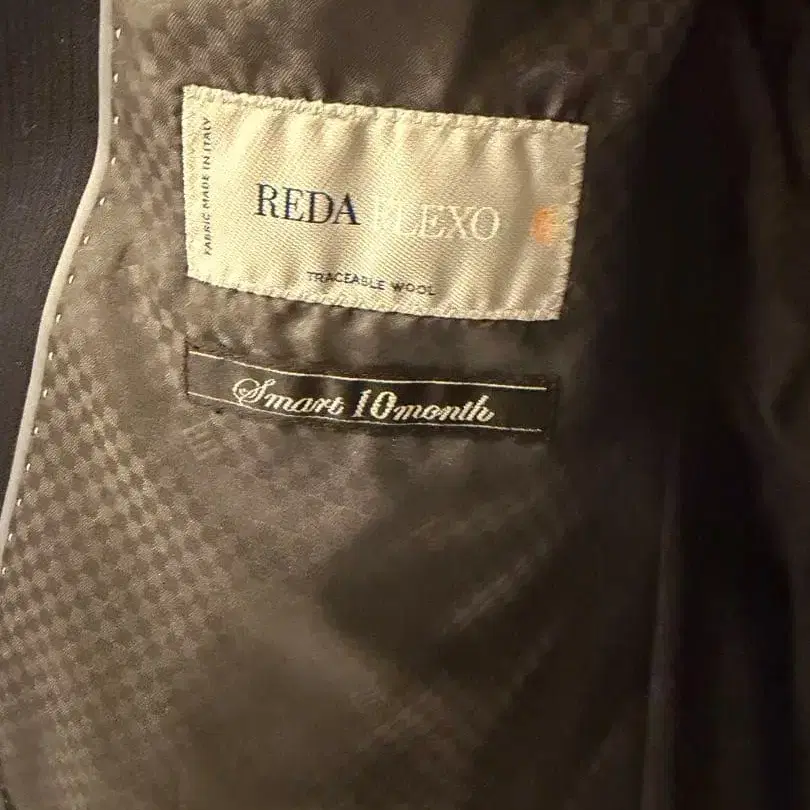 FABRIC MADE IN ITALY
REDA FLEXO
TRACEABLE WOOL
Smart 10month